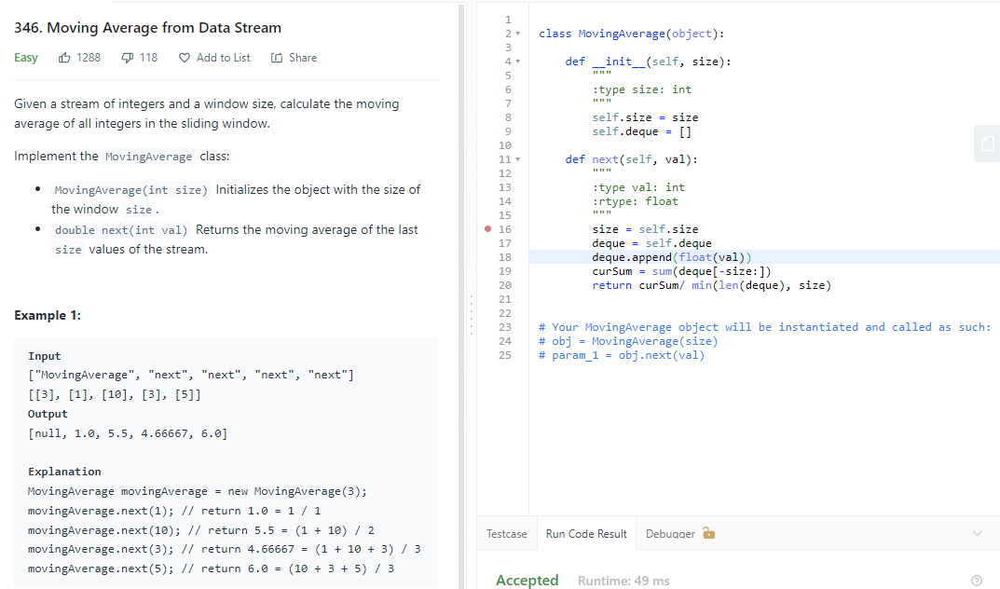 346. Moving Average from Data Stream
Easy 1288 118 Add to List Share
Given a stream of integers and a window size, calculate the moving
average of all integers in the sliding window.
Implement the MovingAverage class:
• MovingAverage(int size) Initializes the object with the size of
the window size.
• double next(int val) Returns the moving average of the last
size values of the stream.
Example 1:
Input
["MovingAverage", "next", "next", "next", "next"]
[[3], [1], [10], [3], [5]]
Output
[null, 1.0, 5.5, 4.66667, 6.0]
Explanation
MovingAverage movingAverage = new MovingAverage(3);
movingAverage.next(1); // return 1.0 = 1 / 1
movingAverage.next(10); // return 5.5 = (1 + 10) / 2
movingAverage.next(3); // return 4.66667 = (1 + 10 + 3) / 3
movingAverage.next(5); // return 6.0 = (10 + 3 + 5) / 3
1
2 class MovingAverage(object):
3
4 def __init__(self, size):
5 """
6 :type size: int
7 """
8 self.size = size
9 self.deque = []
10
11 def next(self, val):
12 """
13 :type val: int
14 :rtype: float
15 """
16 size = self.size
17 deque = self.deque
18 deque.append(float(val))
19 curSum = sum(deque[-size:])
20 return curSum/ min(len(deque), size)
21
22
23 # Your MovingAverage object will be instantiated and called as such:
24 # obj = MovingAverage(size)
25 # param_1 = obj.next(val)
Testcase Run Code Result Debugger
Accepted Runtime: 49 ms